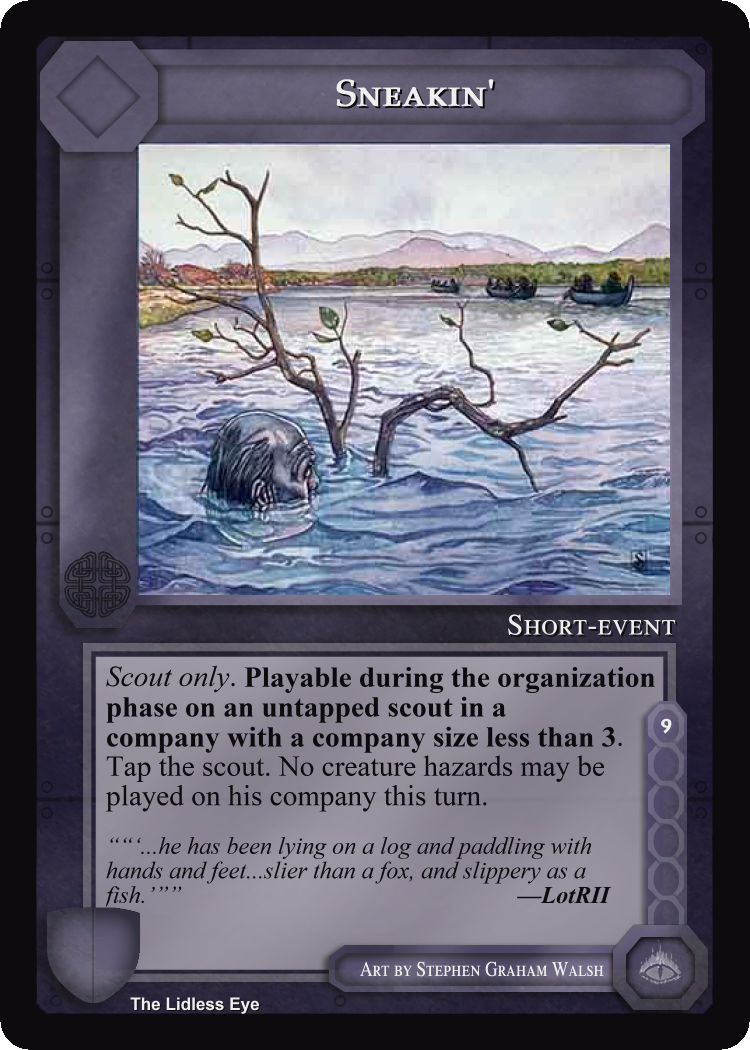 Sneakin'
Short-event
Scout only. Playable during the organization
phase on an untapped scout in a
company with a company size less than 3.
Tap the scout. No creature hazards may be
played on his company this turn.
9
““‘...he has been lying on a log and paddling with
hands and feet...slier than a fox, and slippery as a
fish.’”” —LotRII
Art by Stephen Graham Walsh
The Lidless Eye